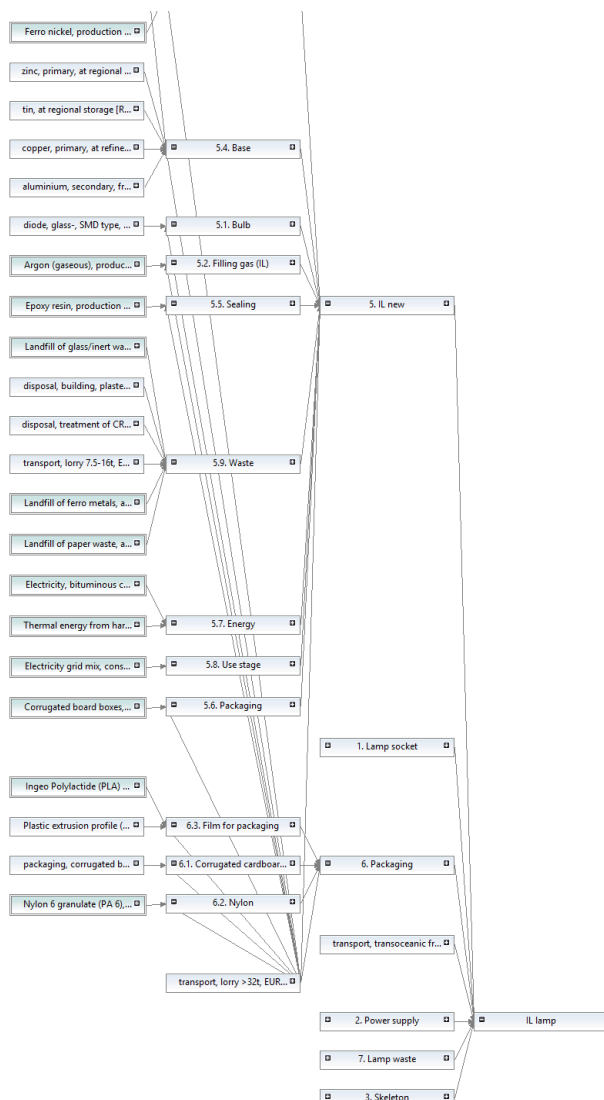 Ferro nickel, production ...
zinc, primary, at regional ...
tin, at regional storage [R...
copper, primary, at refine...
5.4. Base
aluminium, secondary, fr...
diode, glass-, SMD type, ...
5.1. Bulb
Argon (gaseous), produc...
5.2. Filling gas (IL)
Epoxy resin, production ...
5.5. Sealing
5. IL new
Landfill of glass/inert wa...
disposal, building, plaste...
disposal, treatment of CR...
transport, lorry 7.5-16t, E...
5.9. Waste
Landfill of ferro metals, a...
Landfill of paper waste, a...
Electricity, bituminous c...
Thermal energy from har...
5.7. Energy
Electricity grid mix, cons...
5.8. Use stage
Corrugated board boxes,...
5.6. Packaging
1. Lamp socket
Ingeo Polylactide (PLA) ...
Plastic extrusion profile (...
6.3. Film for packaging
packaging, corrugated b...
6.1. Corrugated cardboar...
6. Packaging
Nylon 6 granulate (PA 6),...
6.2. Nylon
transport, transoceanic fr...
transport, lorry >32t, EUR...
2. Power supply
IL lamp
7. Lamp waste
3. Skeleton